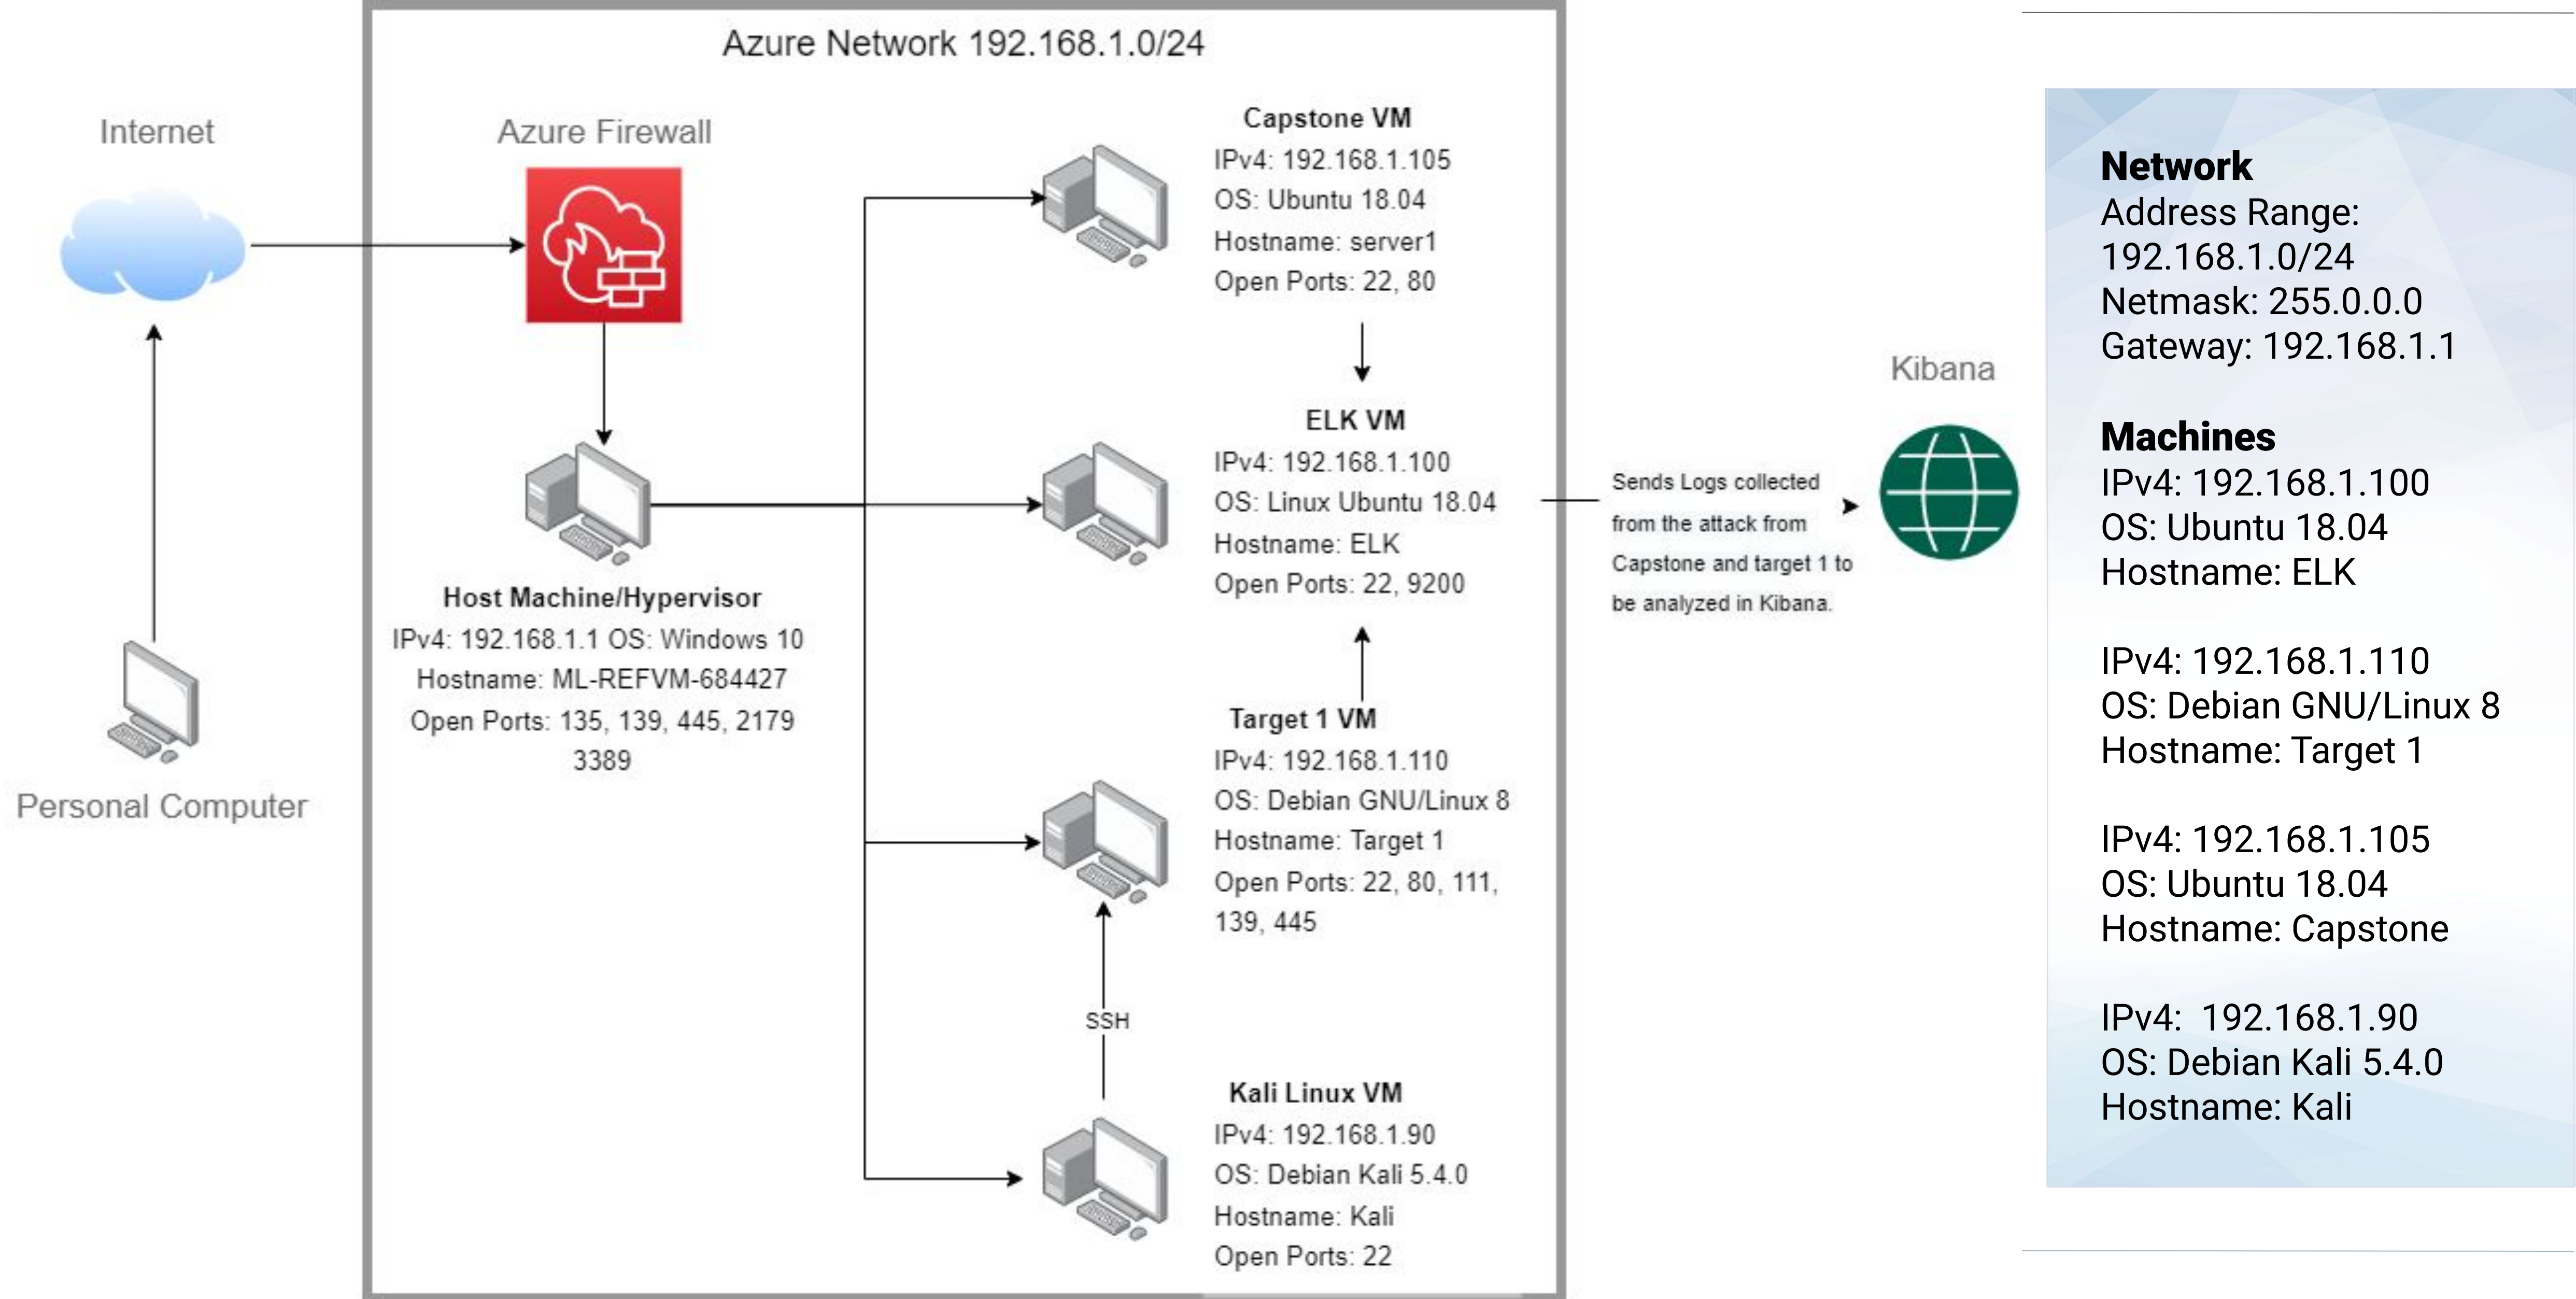 Azure Network 192.168.1.0/24
Internet
Azure Firewall
Personal Computer
Host Machine/Hypervisor
IPv4: 192.168.1.1 OS: Windows 10
Hostname: ML-REFVM-684427
Open Ports: 135, 139, 445, 2179
3389
Capstone VM
IPv4: 192.168.1.105
OS: Ubuntu 18.04
Hostname: server1
Open Ports: 22, 80
ELK VM
IPv4: 192.168.1.100
OS: Linux Ubuntu 18.04
Hostname: ELK
Open Ports: 22, 9200
Target 1 VM
IPv4: 192.168.1.110
OS: Debian GNU/Linux 8
Hostname: Target 1
Open Ports: 22, 80, 111,
139, 445
SSH
Kali Linux VM
IPv4: 192.168.1.90
OS: Debian Kali 5.4.0
Hostname: Kali
Open Ports: 22
Sends Logs collected
from the attack from
Capstone and target 1 to
be analyzed in Kibana.
Kibana
Network
Address Range:
192.168.1.0/24
Netmask: 255.0.0.0
Gateway: 192.168.1.1
Machines
IPv4: 192.168.1.100
OS: Ubuntu 18.04
Hostname: ELK
IPv4: 192.168.1.110
OS: Debian GNU/Linux 8
Hostname: Target 1
IPv4: 192.168.1.105
OS: Ubuntu 18.04
Hostname: Capstone
IPv4:  192.168.1.90
OS: Debian Kali 5.4.0
Hostname: Kali